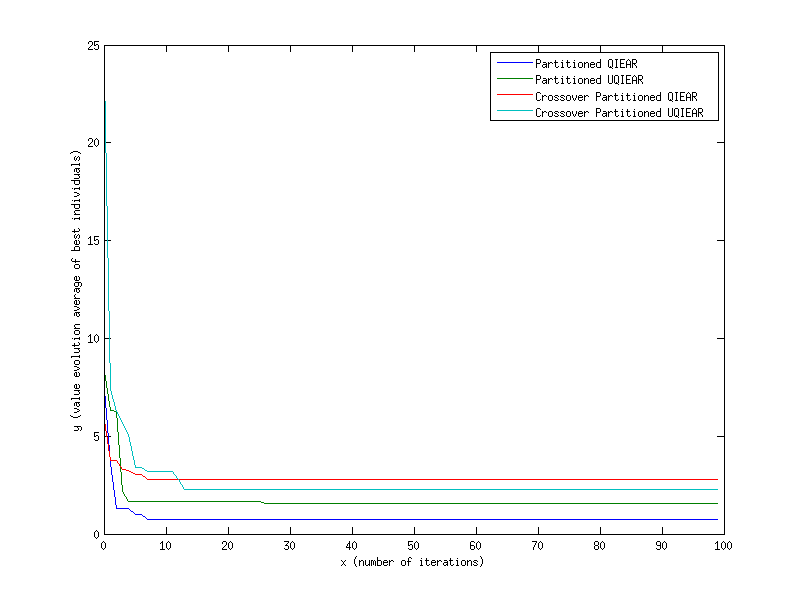 25
20
15
10
5
0
y (value evolution average of best individuals)
Partitioned QIEAR
Partitioned UQIEAR
Crossover Partitioned QIEAR
Crossover Partitioned UQIEAR
0 10 20 30 40 50 60 70 80 90 100
x (number of iterations)